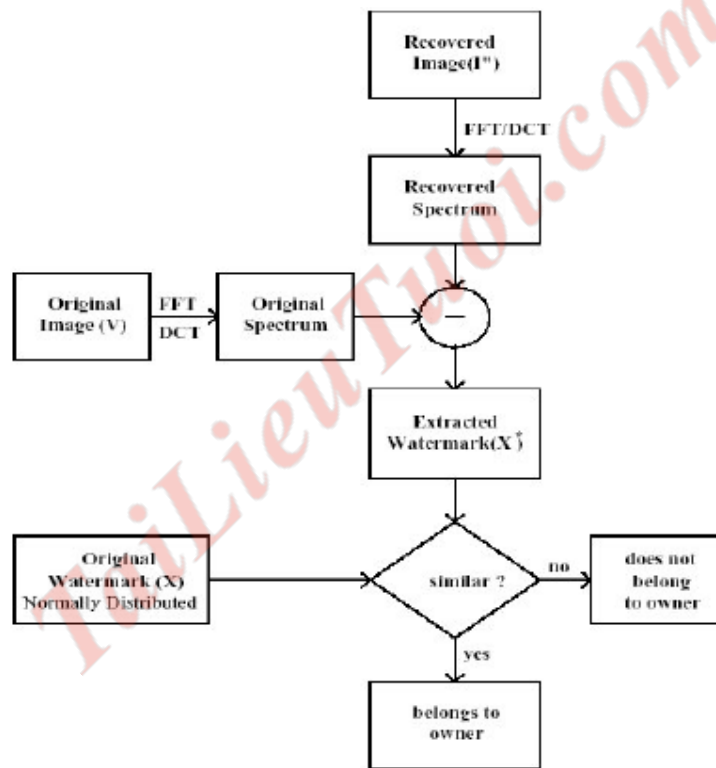 Recovered
Image(I")
FFT/DCT
Recovered
Spectrum
Original
Image (V)
FFT
DCT
Original
Spectrum
−
Extracted
Watermark(X*)
Original
Watermark (X)
Normally Distributed
similar ?
no
does not
belong
to owner
yes
belongs to
owner
TaiLieuTuoi.com